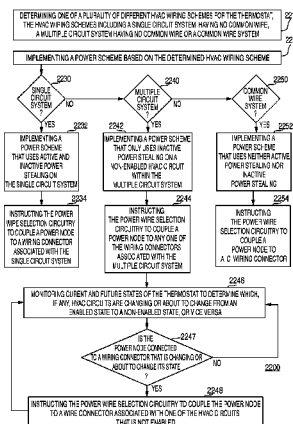 DETERMINING ONE OF A PLURALITY OF DIFFERENT HVAC WIRING SCHEMES FOR THE THERMOSTAT,
THE HVAC WIRING SCHEMES INCLUDING A SINGLE CIRCUIT SYSTEM HAVING NO COMMON WIRE,
A MULTIPLE CIRCUIT SYSTEM HAVING NO COMMON WIRE OR A COMMON WIRE SYSTEM
22
IMPLEMENTING A POWER SCHEME BASED ON THE DETERMINED HVAC WIRING SCHEME
22
2230
SINGLE
CIRCUIT
SYSTEM
?
NO
YES
2240
MULTIPLE
CIRCUIT
SYSTEM
?
NO
YES
2250
COMMON
WIRE
SYSTEM
?
YES
2232
IMPLEMENTING A
POWER SCHEME
THAT USES ACTIVE AND
INACTIVE POWER
STEALING ON
THE SINGLE CIRCUIT SYSTEM
2242
IMPLEMENTING A
POWER SCHEME
THAT ONLY USES INACTIVE
POWER STEALING ON A
NON-ENABLED HVAC CIRCUIT
WITHIN THE
MULTIPLE CIRCUIT SYSTEM
2252
IMPLEMENTING A
POWER SCHEME
THAT USES NEITHER ACTIVE
POWER STEALING NOR
INACTIVE
POWER STEALING
2234
INSTRUCTING THE POWER
WIRE SELECTION CIRCUITRY
TO COUPLE A POWER NODE
TO A WIRING CONNECTOR
ASSOCIATED WITH THE
SINGLE CIRCUIT SYSTEM
2244
INSTRUCTING
THE POWER WIRE SELECTION
CIRCUITRY TO COUPLE A
POWER NODE TO ANY ONE OF
THE WIRING CONNECTORS
ASSOCIATED WITH THE
MULTIPLE CIRCUIT SYSTEM
2254
INSTRUCTING
THE POWER WIRE
SELECTION
CIRCUITRY TO
COUPLE A
POWER NODE TO
A C WIRING CONNECTOR
2246
MONITORING CURRENT AND FUTURE STATES OF THE THERMOSTAT TO DETERMINE WHICH,
IF ANY, HVAC CIRCUITS ARE CHANGING OR ABOUT TO CHANGE FROM AN
ENABLED STATE TO A NON-ENABLED STATE, OR VICE VERSA
2247
IS THE
POWER NODE CONNECTED
TO A WIRING CONNECTOR THAT IS CHANGING OR
ABOUT TO CHANGE ITS STATE
?
NO
YES
2200
2248
INSTRUCTING THE POWER WIRE SELECTION CIRCUITRY TO COUPLE THE POWER NODE
TO A WIRE CONNECTOR ASSOCIATED WITH ONE OF THE HVAC CIRCUITS
THAT IS NOT ENABLED